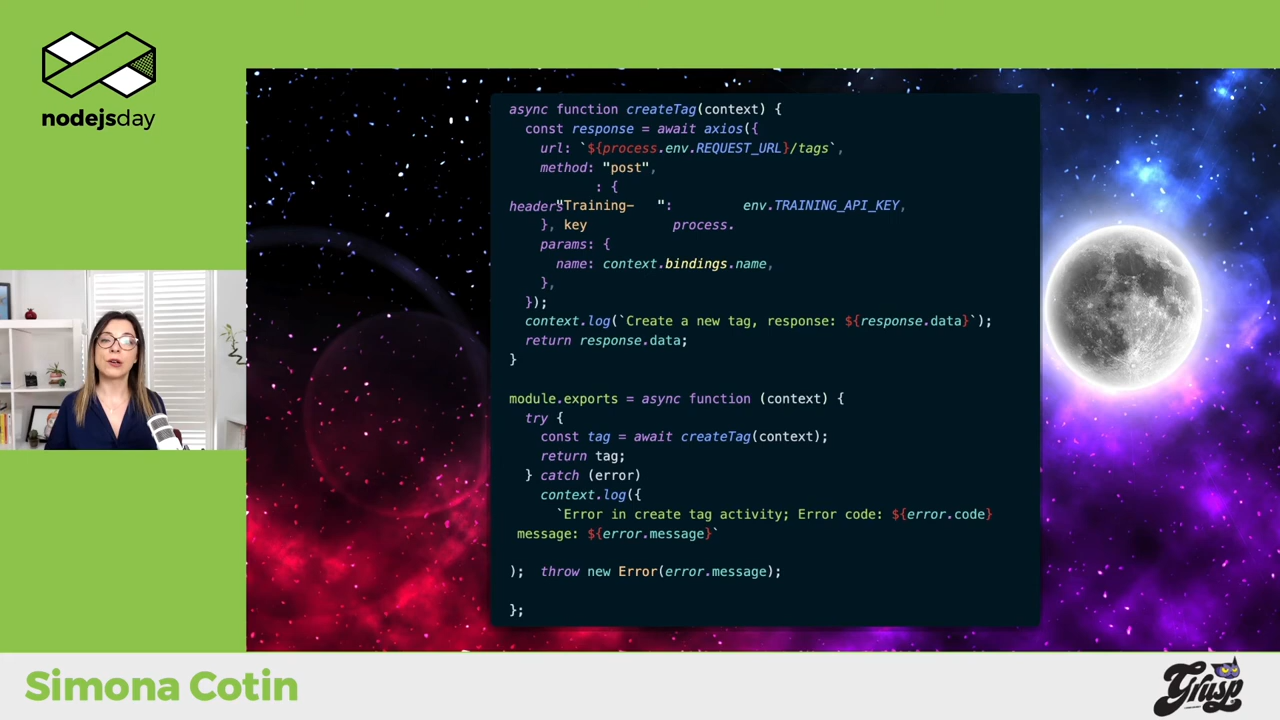 nodejsday
async function createTag(context) {
const response = await axios({
url: `${process.env.REQUEST_URL}/tags`,
method: "post",
: {
headers"Training- ": env.TRAINING_API_KEY,
}, key process.
params: {
name: context.bindings.name,
},
});
context.log(`Create a new tag, response: ${response.data}`);
return response.data;
}
module.exports = async function (context) {
try {
const tag = await createTag(context);
return tag;
} catch (error)
context.log({
`Error in create tag activity; Error code: ${error.code}
message: ${error.message}`
); throw new Error(error.message);
};
Simona Cotin
Grusp